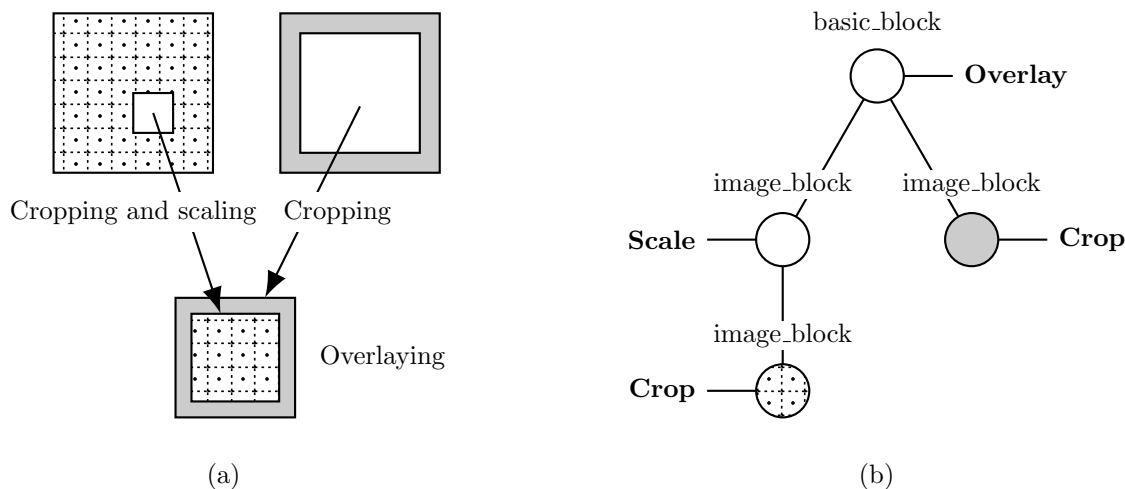 Cropping and scaling
Cropping
Overlaying
(a)
basic_block
Overlay
image_block
image_block
Scale
Crop
image_block
Crop
(b)